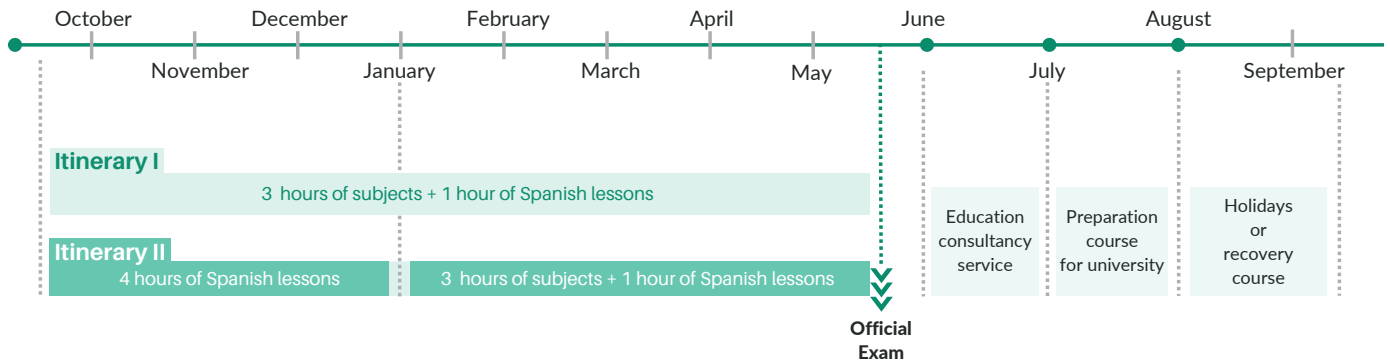 October
December
February
April
June
August
November
January
March
May
July
September
Itinerary I
3 hours of subjects + 1 hour of Spanish lessons
Itinerary II
4 hours of Spanish lessons
3 hours of subjects + 1 hour of Spanish lessons
Official
Exam
Education
consultancy
service
Preparation
course
for university
Holidays
or
recovery
course